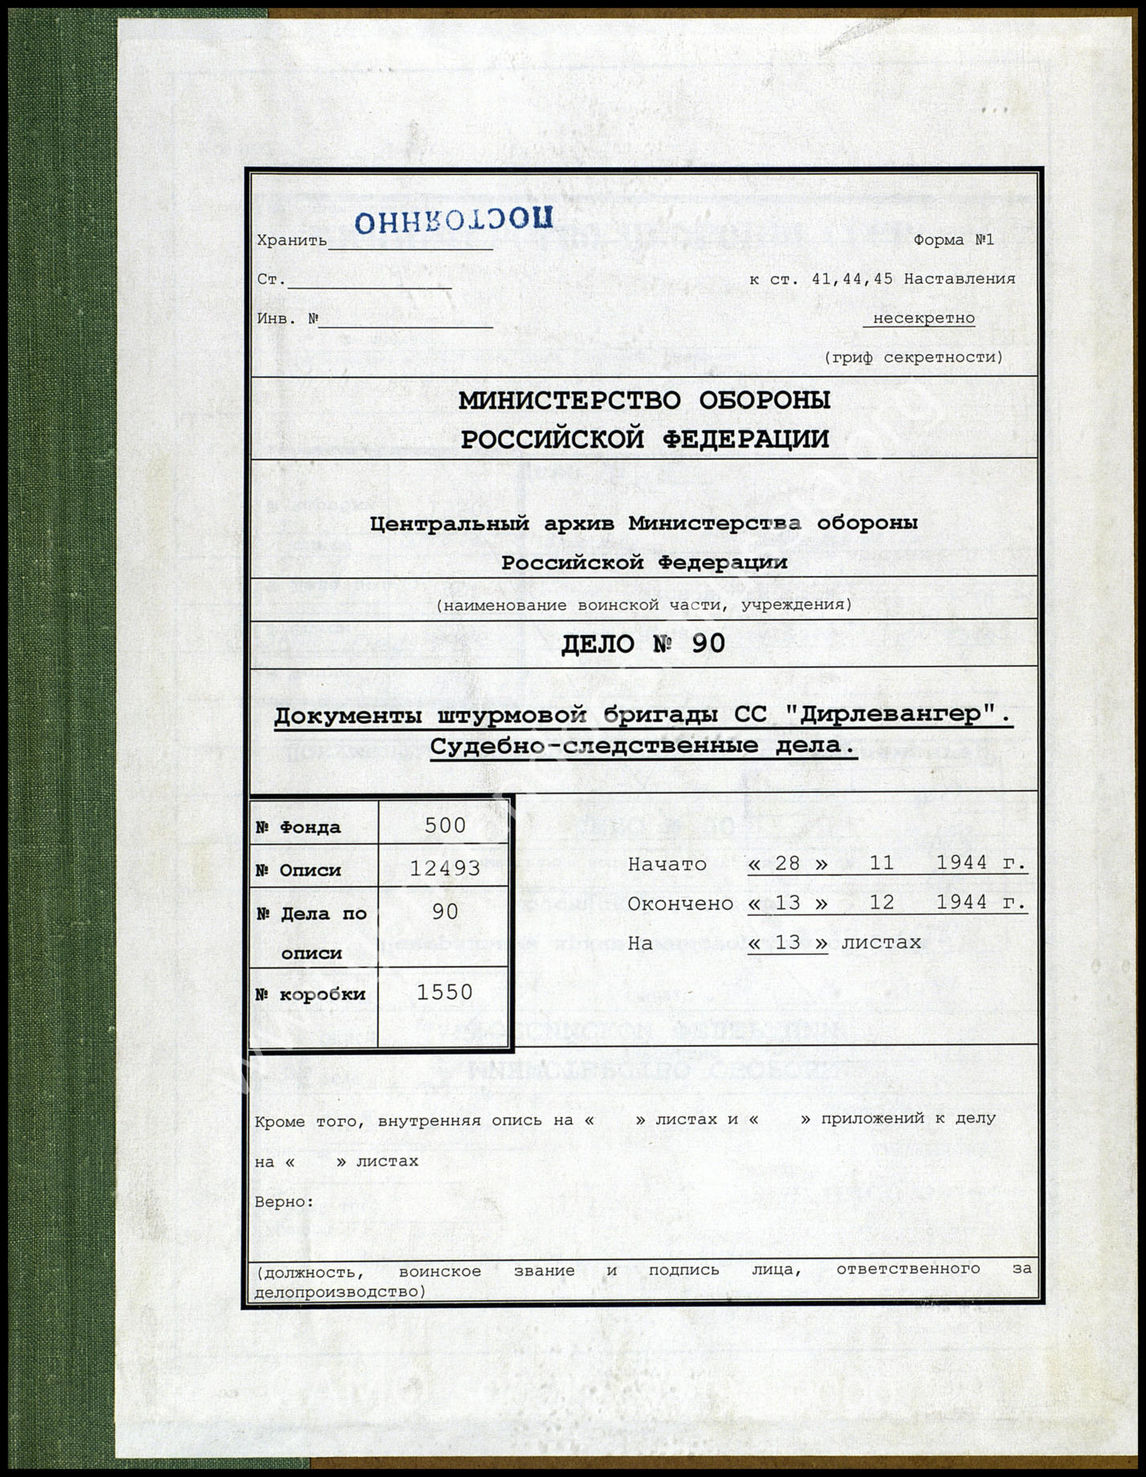 ПОСТОЯННО
Хранить
Форма №1
Ст.
к ст. 41,44,45 Наставления
Инв. №
несекретно
(гриф секретности)
МИНИСТЕРСТВО ОБОРОНЫ
РОССИЙСКОЙ ФЕДЕРАЦИИ
Центральный архив Министерства обороны
Российской Федерации
(наименование воинской части, учреждения)
ДЕЛО № 90
Документы штурмовой бригады СС "Дирлевангер".
Судебно-следственные дела.
№ Фонда 500
№ Описи 12493
№ Дела по 90
описи
№ коробки 1550
Начато « 28 » 11 1944 г.
Окончено « 13 » 12 1944 г.
На « 13 » листах
Кроме того, внутренняя опись на « » листах и « » приложений к делу
на « » листах
Верно:
(должность, воинское звание и подпись лица, ответственного за
делопроизводство)